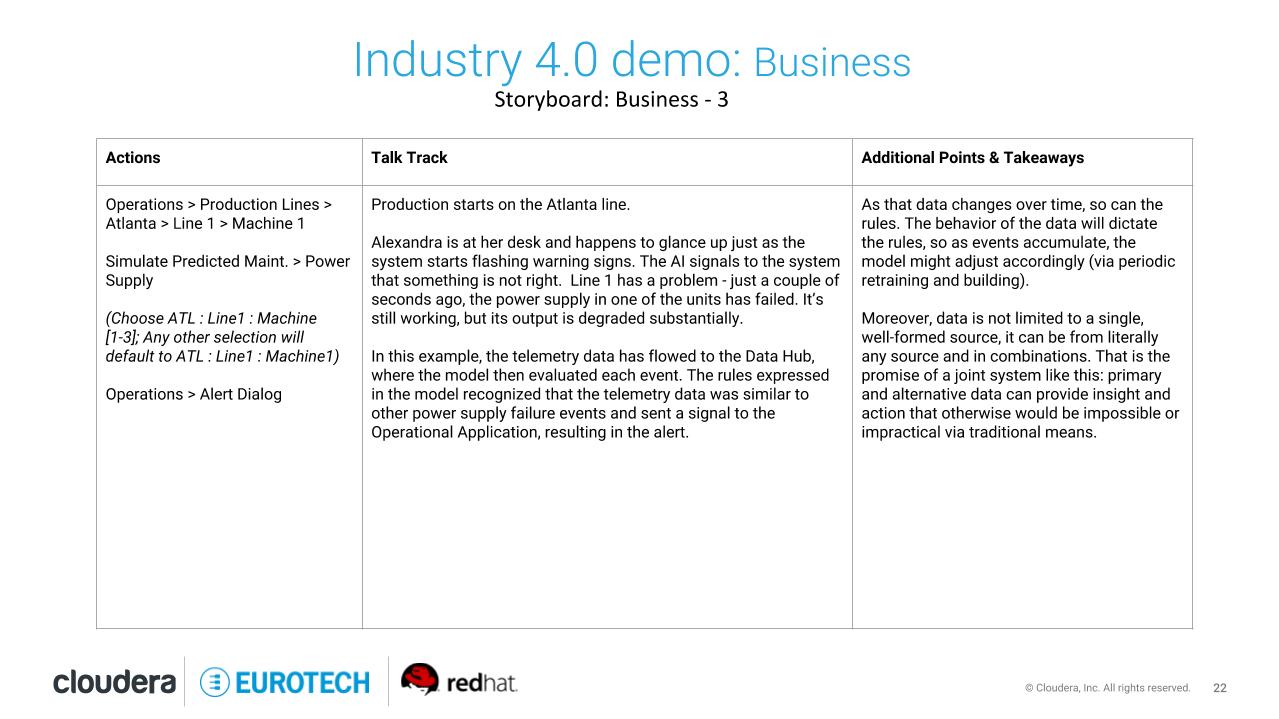 Industry 4.0 demo: Business
Storyboard: Business - 3
Actions
Talk Track
Additional Points & Takeaways
Operations > Production Lines >
Atlanta > Line 1 > Machine 1
Simulate Predicted Maint. > Power
Supply
(Choose ATL : Line1 : Machine
[1-3]; Any other selection will
default to ATL : Line1 : Machine1)
Operations > Alert Dialog
Production starts on the Atlanta line.
Alexandra is at her desk and happens to glance up just as the
system starts flashing warning signs. The AI signals to the system
that something is not right.  Line 1 has a problem - just a couple of
seconds ago, the power supply in one of the units has failed. It’s
still working, but its output is degraded substantially.
In this example, the telemetry data has flowed to the Data Hub,
where the model then evaluated each event. The rules expressed
in the model recognized that the telemetry data was similar to
other power supply failure events and sent a signal to the
Operational Application, resulting in the alert.
As that data changes over time, so can the
rules. The behavior of the data will dictate
the rules, so as events accumulate, the
model might adjust accordingly (via periodic
retraining and building).
Moreover, data is not limited to a single,
well-formed source, it can be from literally
any source and in combinations. That is the
promise of a joint system like this: primary
and alternative data can provide insight and
action that otherwise would be impossible or
impractical via traditional means.
cloudera
EUROTECH
redhat.
© Cloudera, Inc. All rights reserved.
22